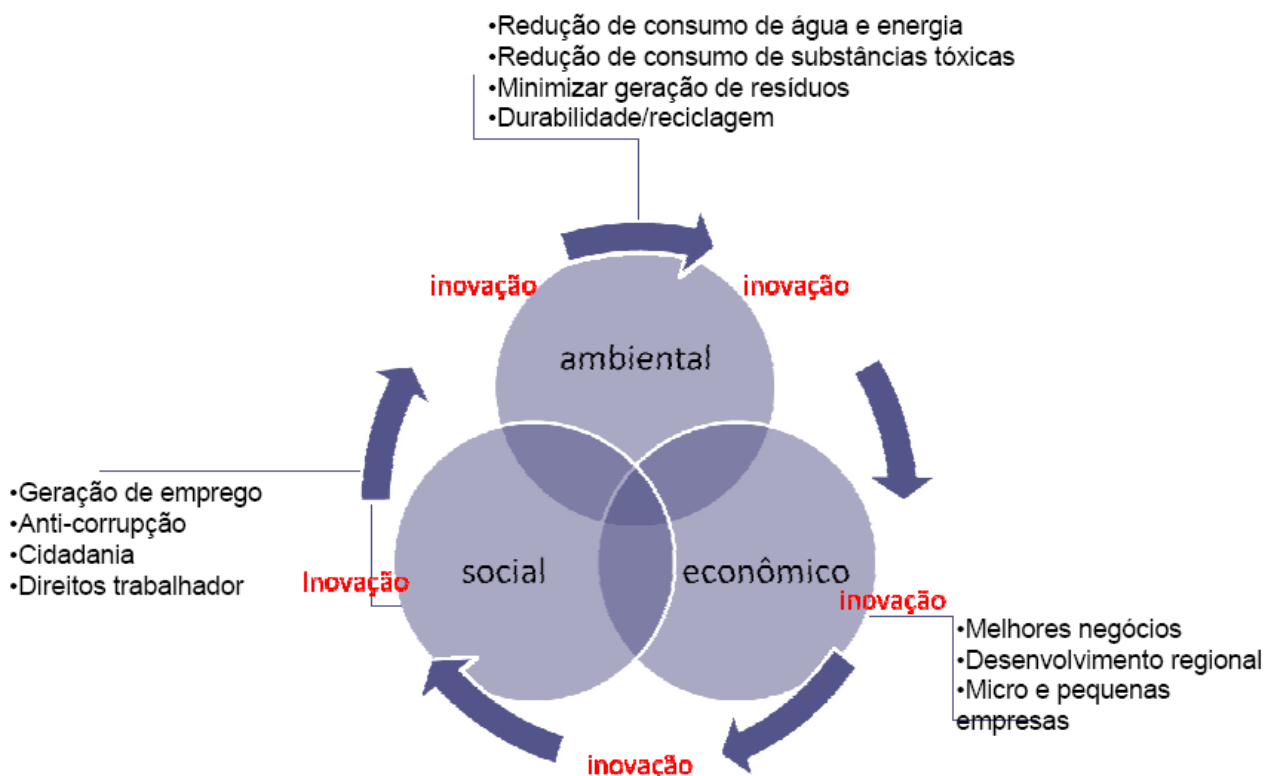 •Redução de consumo de água e energia
•Redução de consumo de substâncias tóxicas
•Minimizar geração de resíduos
•Durabilidade/reciclagem
inovação
inovação
ambiental
•Geração de emprego
•Anti-corrupção
•Cidadania
•Direitos trabalhador
Inovação
social
econômico
inovação
•Melhores negócios
•Desenvolvimento regional
•Micro e pequenas
empresas
inovação